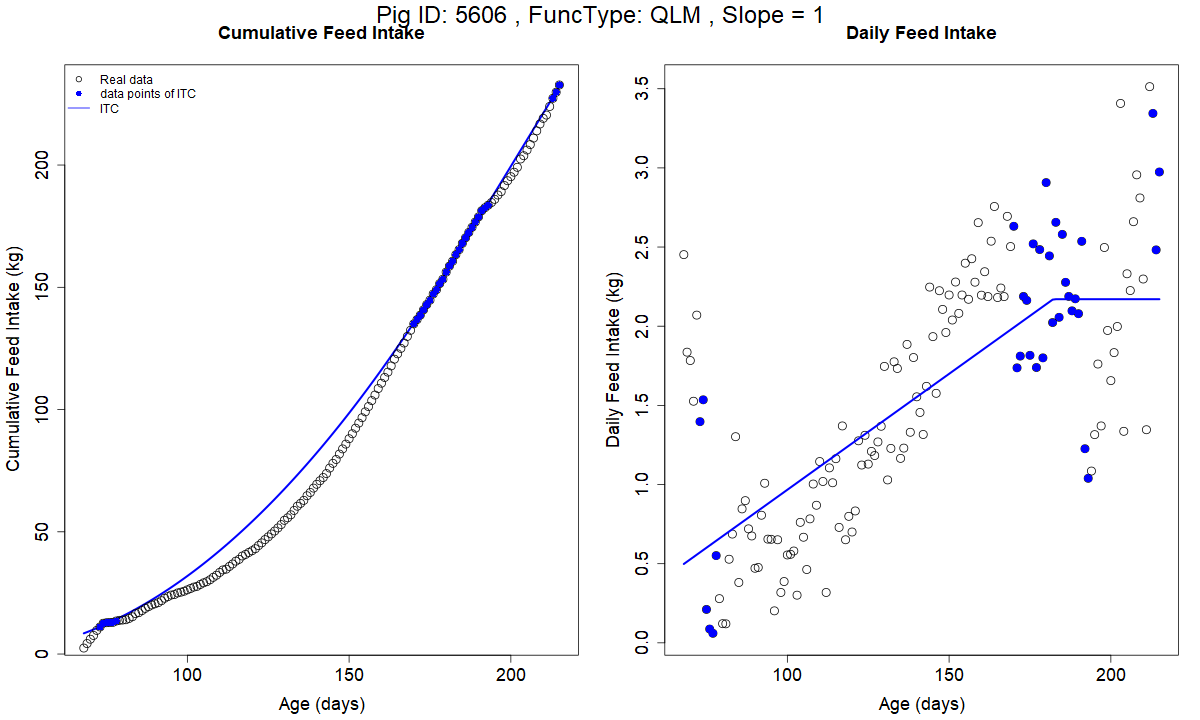 Pig ID: 5606 , FuncType: QLM , Slope = 1
Cumulative Feed Intake
Real data
data points of ITC
ITC
Cumulative Feed Intake (kg)
0
50
100
150
200
100
150
200
Age (days)
Daily Feed Intake
Daily Feed Intake (kg)
0.0
0.5
1.0
1.5
2.0
2.5
3.0
3.5
100
150
200
Age (days)